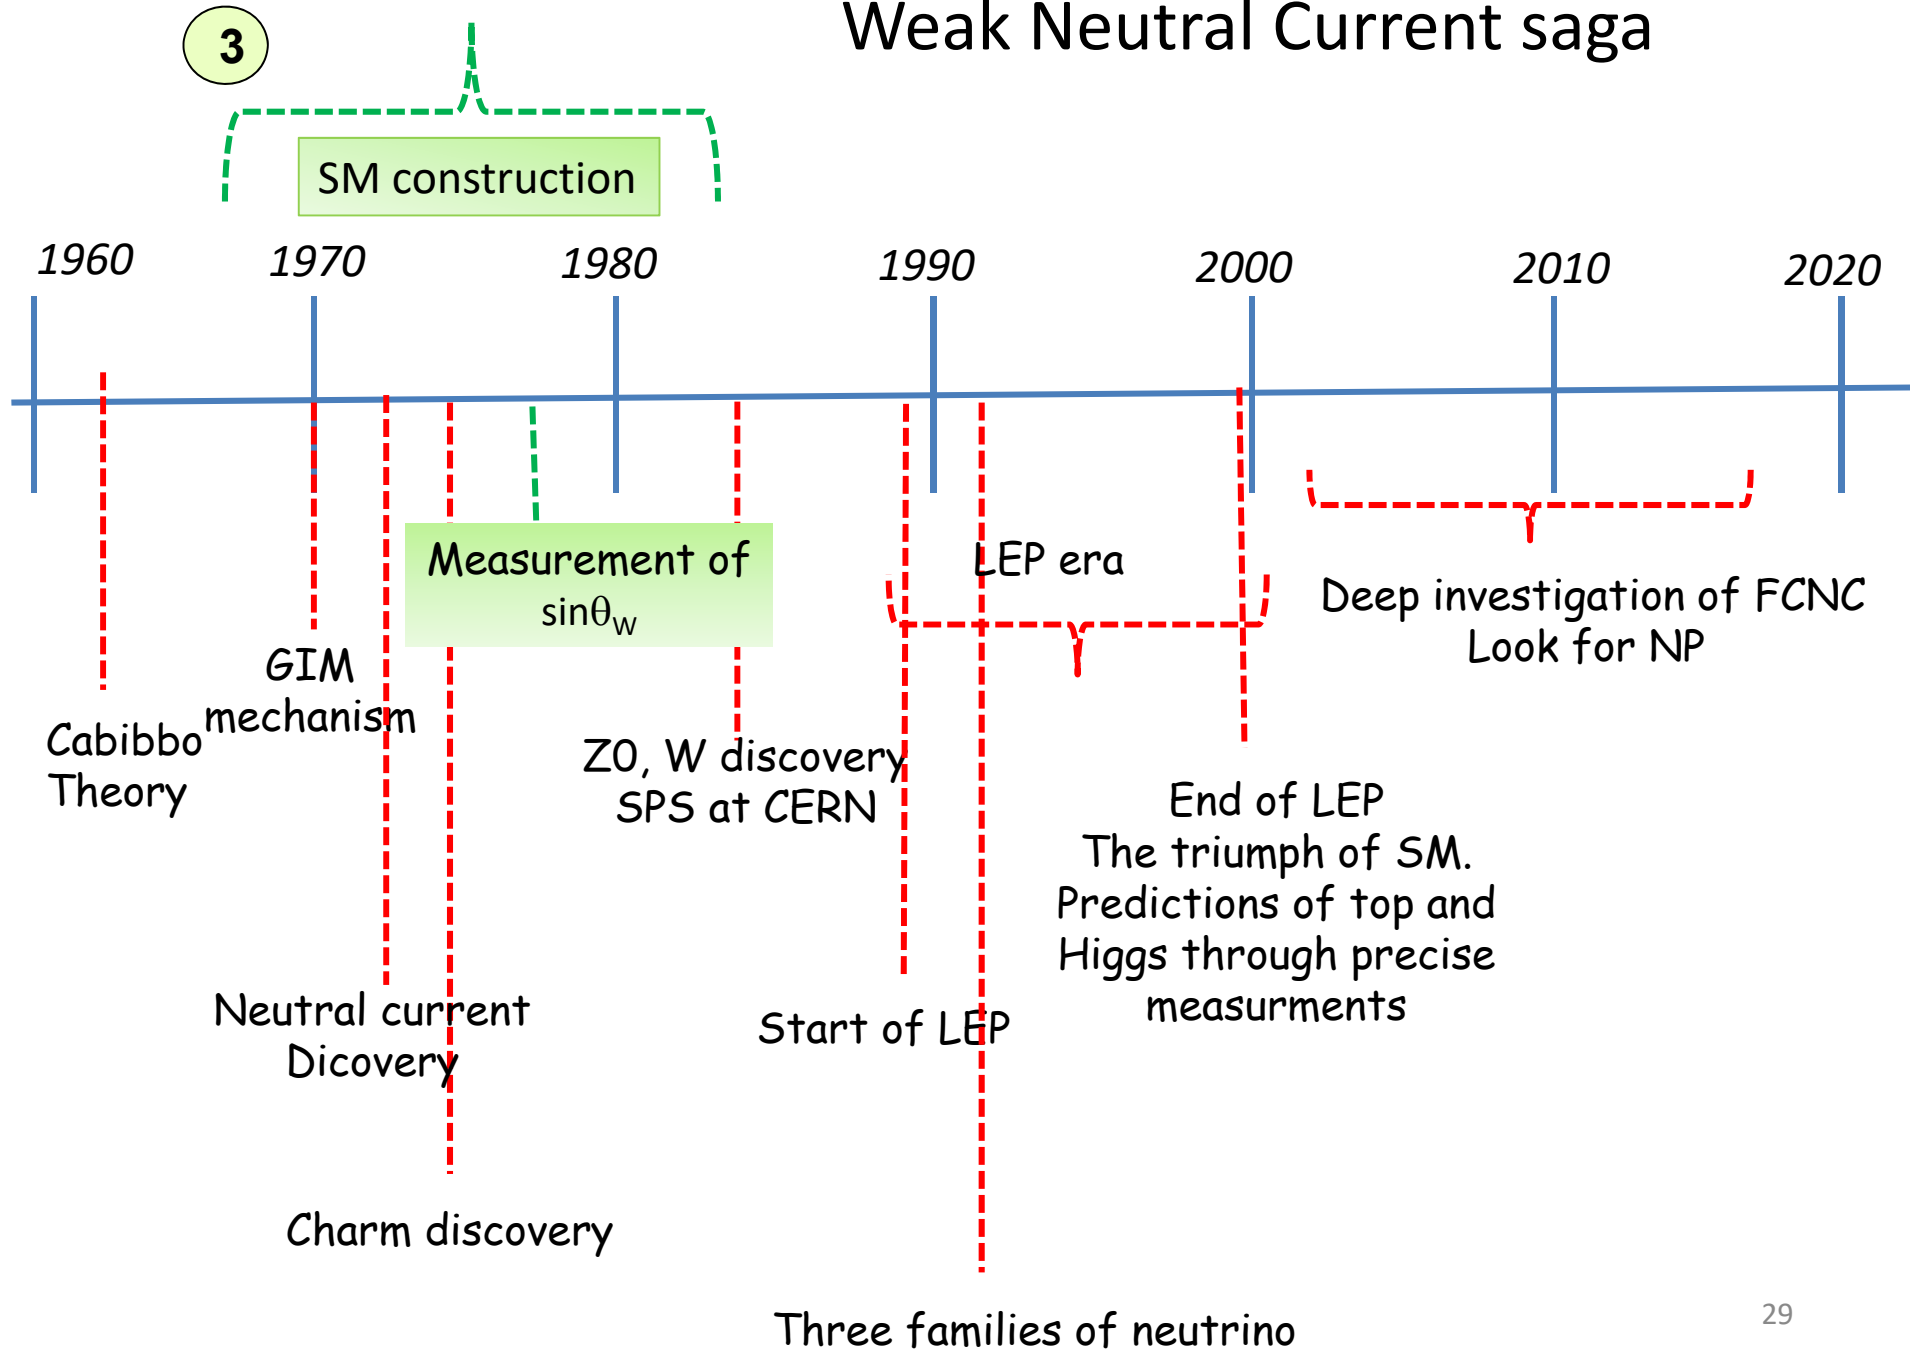 Weak Neutral Current saga
3
SM construction
1960
1970
1980
1990
2000
2010
2020
Measurement of
sinθW
LEP era
Deep investigation of FCNC
Look for NP
GIM
mechanism
Cabibbo
Theory
Z0, W discovery
SPS at CERN
End of LEP
The triumph of SM.
Predictions of top and
Higgs through precise
measurments
Neutral current
Dicovery
Start of LEP
Charm discovery
Three families of neutrino
29